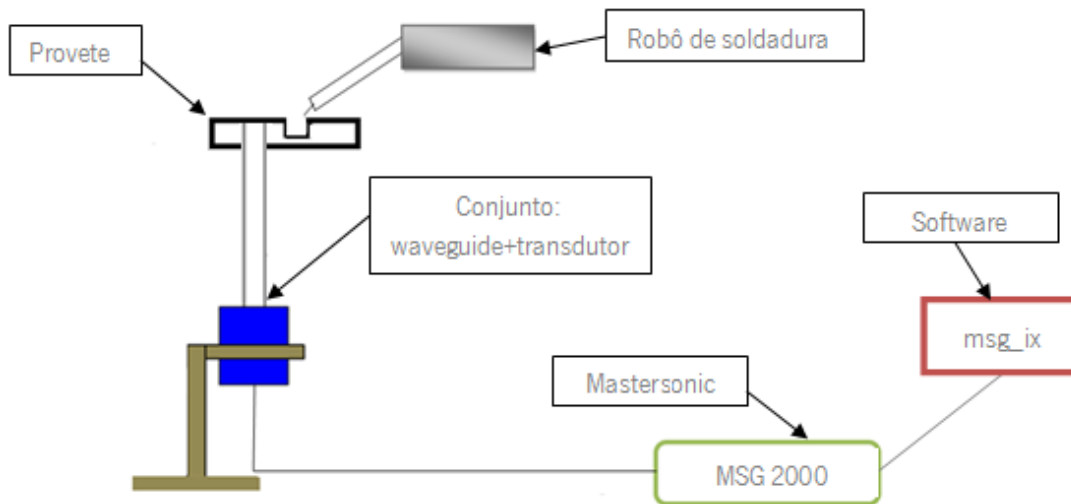 Provete
Robô de soldadura
Conjunto:
waveguide+transdutor
Software
msg_ix
Mastersonic
MSG 2000